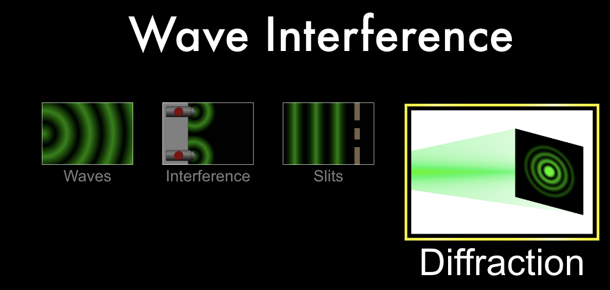 Wave Interference
Waves
Interference
Slits
Diffraction